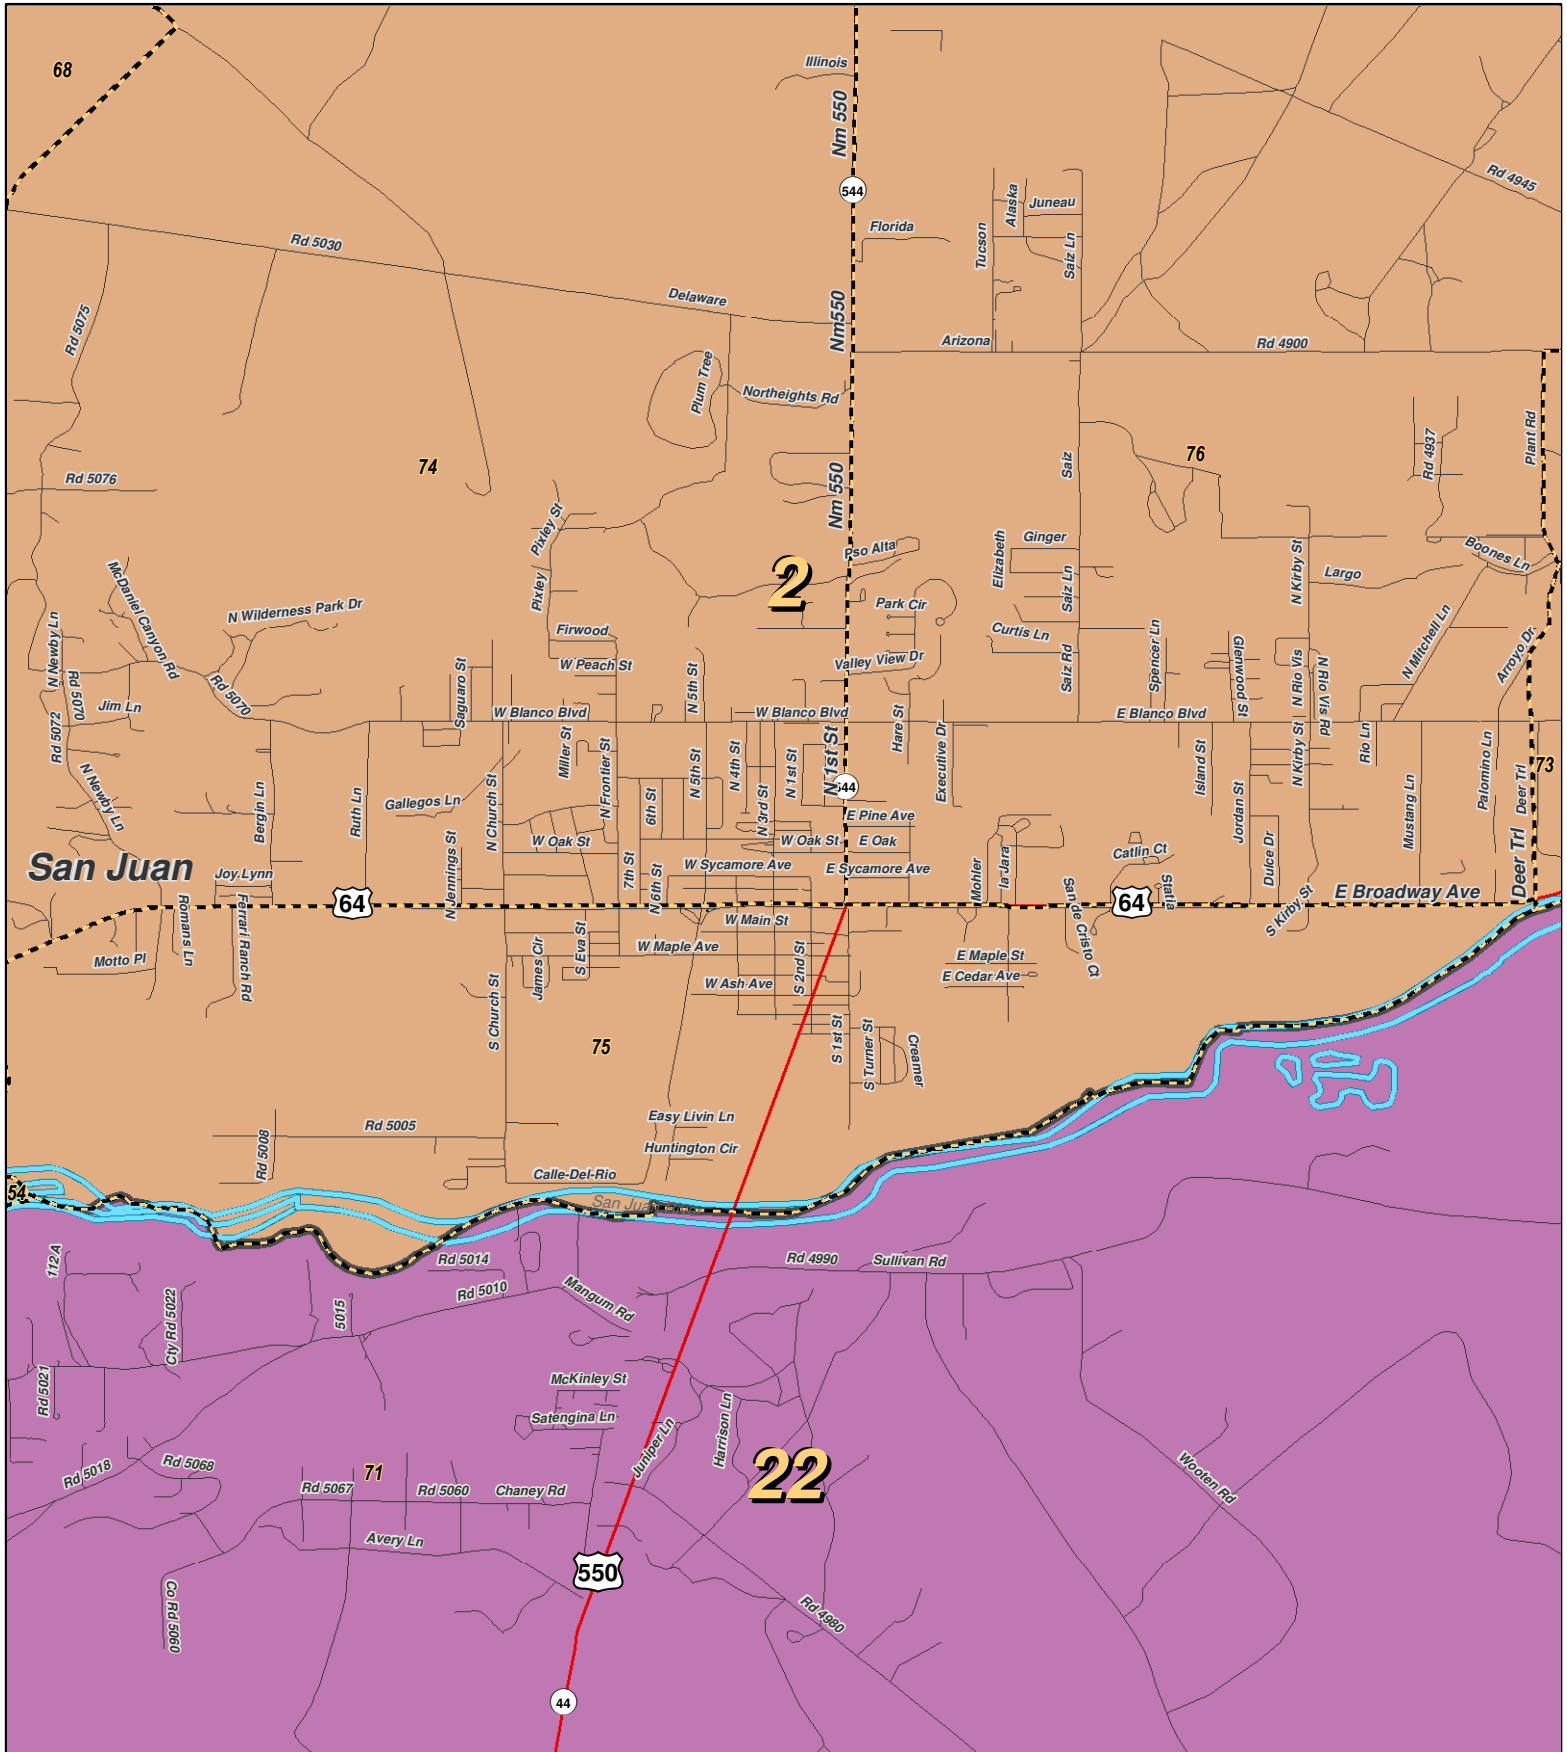 68
Illinois
Nm 550
544
Rd 4945
Alaska
Juneau
Florida
Tucson
Saiz Ln
Rd 5030
Delaware
Nm550
Rd 5075
Arizona
Rd 4900
Plum Tree
Northeights Rd
Plant Rd
Rd 4937
74
76
Saiz
Rd 5076
Nm 550
Pixley St
Pso Alta
Ginger
Elizabeth
N Kirby St
Boones Ln
Largo
2
McDaniel Canyon Rd
Pixley
Saiz Ln
N Wilderness Park Dr
Park Cir
Firwood
Curtis Ln
N Newby Ln
Spencer Ln
Glenwood St
N Mitchell Ln
Arroyo Dr
W Peach St
Valley View Dr
Saiz Rd
N Rio Vis
N Rio Vis Rd
Saguaro St
N 5th St
Rd 5070
Rd 5070
Jim Ln
W Blanco Blvd
W Blanco Blvd
E Blanco Blvd
Rd 5072
Hare St
Miller St
N Frontier St
N 5th St
N 4th St
N 1st St
N 1st St
Executive Dr
Island St
N Kirby St
Rio Ln
Palomino Ln
Deer Trl
73
N Newby Ln
Bergin Ln
Ruth Ln
Gallegos Ln
N Church St
6th St
N 3rd St
544
E Pine Ave
Jordan St
Mustang Ln
W Oak St
W Oak St
E Oak
Catlin Ct
Dulce Dr
San Juan
Joy Lynn
N Jennings St
7th St
N 6th St
W Sycamore Ave
E Sycamore Ave
Mohler
la Jara
Statia
Deer Trl
64
64
E Broadway Ave
Romans Ln
Ferrari Ranch Rd
W Main St
San de Cristo Ct
S Kirby St
Motto Pl
James Cir
S Eva St
W Maple Ave
S 2nd St
E Maple St
W Ash Ave
E Cedar Ave
S Church St
75
S 1st St
S Turner St
Creamer
Easy Livin Ln
Rd 5005
Rd 5008
Huntington Cir
Calle-Del-Rio
54
112 A
Rd 5014
Rd 4990
Sullivan Rd
Rd 5010
Mangum Rd
Cty Rd 5022
5015
Rd 5021
McKinley St
Satengina Ln
Harrison Ln
Juniper Ln
22
Rd 5018
Rd 5068
71
Rd 5067
Rd 5060
Chaney Rd
Wooten Rd
Avery Ln
550
Co Rd 5060
Rd 4980
44